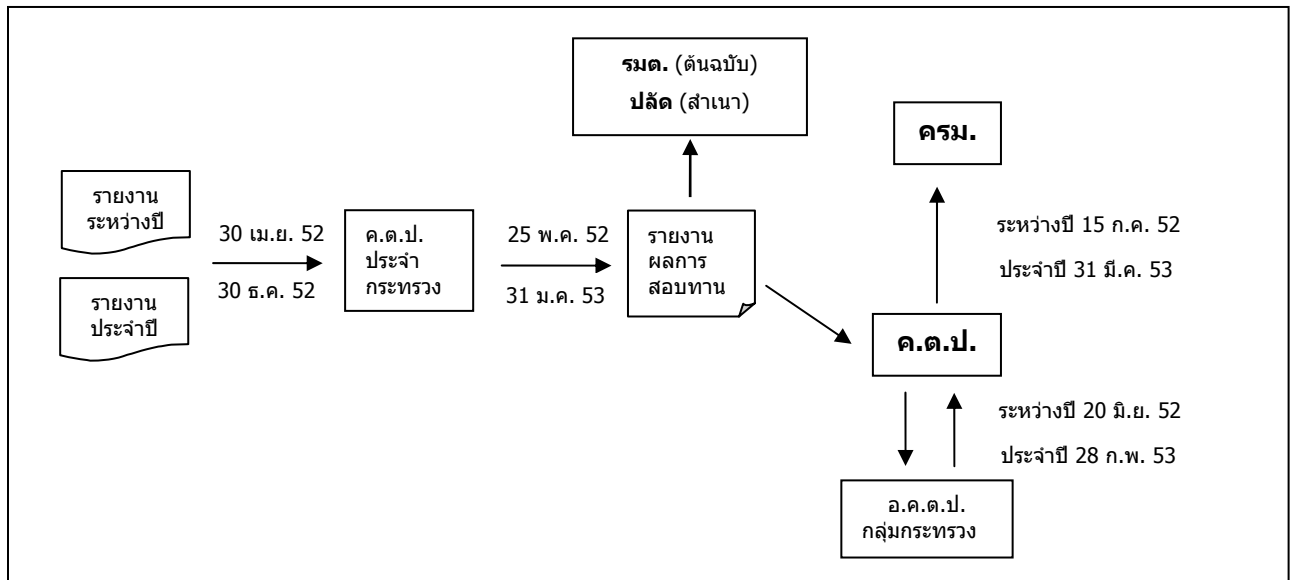 รมต. (ต้นฉบับ)
ปลัด (สำเนา)
ครม.
รายงาน
ระหว่างปี
รายงาน
ประจำปี
30 เม.ย. 52
30 ธ.ค. 52
ค.ต.ป.
ประจำ
กระทรวง
25 พ.ค. 52
31 ม.ค. 53
รายงาน
ผลการ
สอบทาน
ระหว่างปี 15 ก.ค. 52
ประจำปี 31 มี.ค. 53
ค.ต.ป.
ระหว่างปี 20 มิ.ย. 52
ประจำปี 28 ก.พ. 53
อ.ค.ต.ป.
กลุ่มกระทรวง